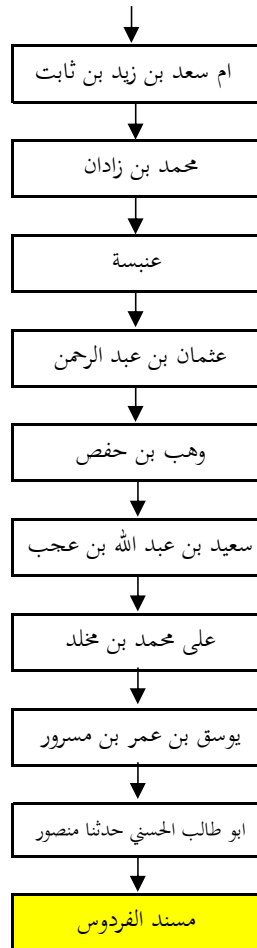 ام سعد بن زيد بن ثابت
محمد بن زادان
عنبسة
عثمان بن عبد الرحمن
وهب بن حفص
سعيد بن عبد الله بن عجب
على محمد بن مخلد
يوسق بن عمر بن مسرور
ابو طالب الحسني حدثنا منصور
مسند الفردوس